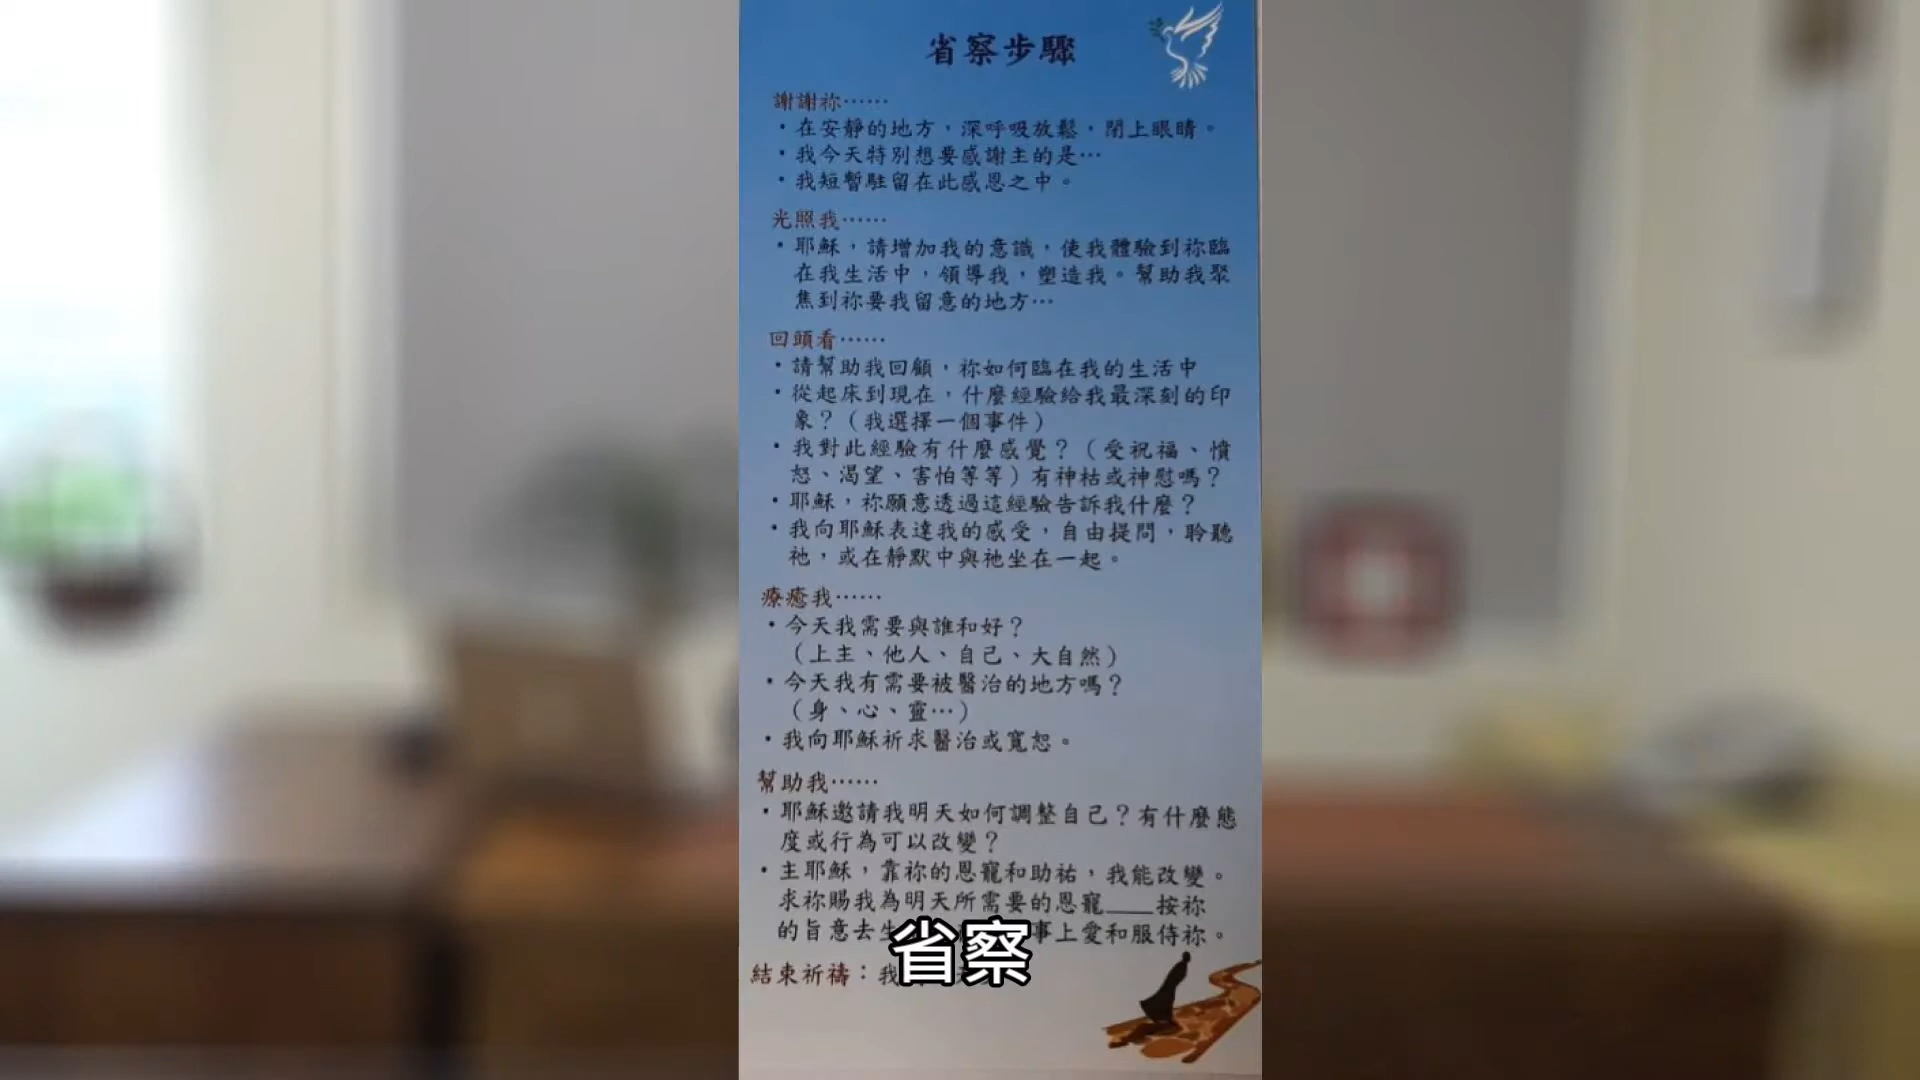 省察步驟
謝謝祢……
・在安靜的地方，深呼吸放鬆，閉上眼睛。
・我今天特別想要感謝主的是…
・我短暫駐留在此感恩之中。
光照我……
・耶穌，請增加我的意識，使我體驗到祢臨
在我生活中，領導我，塑造我。幫助我聚
焦到祢要我留意的地方…
回頭看……
・請幫助我回顧，祢如何臨在我的生活中
・從起床到現在，什麼經驗給我最深刻的印
象？（我選擇一個事件）
・我對此經驗有什麼感覺？（受祝福、憤
怒、渴望、害怕等等）有神枯或神慰嗎？
・耶穌，祢願意透過這經驗告訴我什麼？
・我向耶穌表達我的感受，自由提問，聆聽
祂，或在靜默中與祂坐在一起。
療癒我……
・今天我需要與誰和好？
（上主、他人、自己、大自然）
・今天我有需要被醫治的地方嗎？
（身、心、靈…）
・我向耶穌祈求醫治或寬恕。
幫助我……
・耶穌邀請我明天如何調整自己？有什麼態
度或行為可以改變？
・主耶穌，靠祢的恩寵和助祐，我能改變。
求祢賜我為明天所需要的恩寵＿＿按祢
的旨意去生 事上愛和服侍祢。
結束祈禱：我
省察